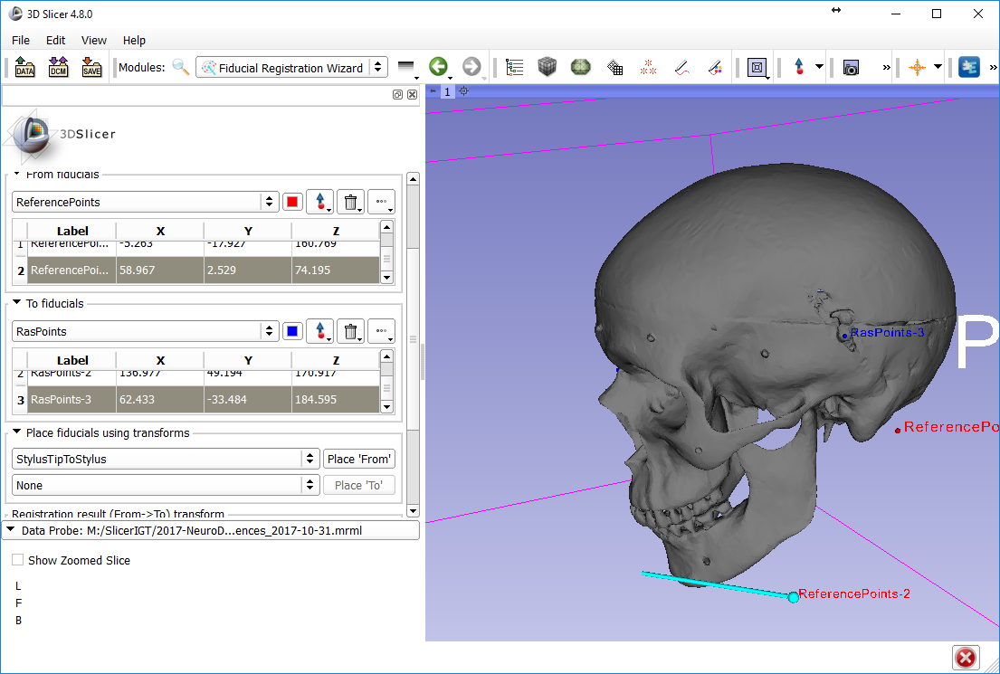 3D Slicer 4.8.0
File Edit View Help
DATA DCM SAVE Modules: Fiducial Registration Wizard
1
3DSlicer
From fiducials
ReferencePoints
Label X Y Z
1 ReferencePoi... -5.263 -17.927 160.769
2 ReferencePoi... 58.967 2.529 74.195
To fiducials
RasPoints
Label X Y Z
2 RasPoints-2 136.977 49.194 170.917
3 RasPoints-3 62.433 -33.484 184.595
Place fiducials using transforms
StylusTipToStylus Place 'From'
None Place 'To'
Registration result (From->To) transform
Data Probe: M:/SlicerIGT/2017-NeuroD...ences_2017-10-31.mrml
Show Zoomed Slice
L
F
B
RasPoints-3
P
ReferencePo
ReferencePoints-2